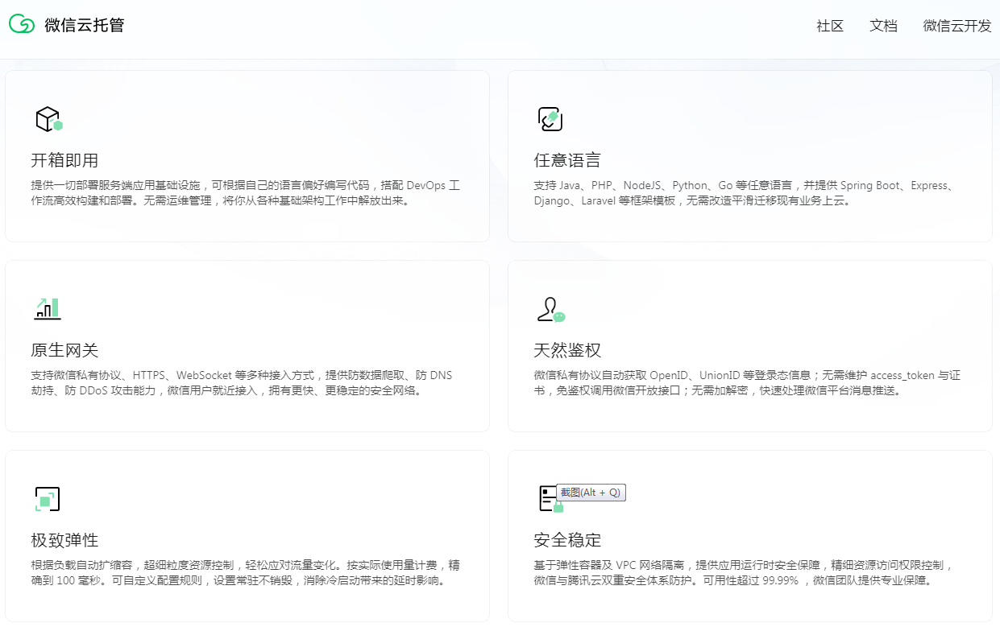 微信云托管
社区
文档
微信云开发
开箱即用
提供一切部署服务端应用基础设施，可根据自己的语言偏好编写代码，搭配 DevOps 工
作流高效构建和部署。无需运维管理，将你从各种基础架构工作中解放出来。
任意语言
支持 Java、PHP、NodeJS、Python、Go 等任意语言，并提供 Spring Boot、Express、
Django、Laravel 等框架模板，无需改造平滑迁移现有业务上云。
原生网关
支持微信私有协议、HTTPS、WebSocket 等多种接入方式，提供防数据爬取、防 DNS
劫持、防 DDoS 攻击能力，微信用户就近接入，拥有更快、更稳定的安全网络。
天然鉴权
微信私有协议自动获取 OpenID、UnionID 等登录态信息；无需维护 access_token 与证
书，免鉴权调用微信开放接口；无需加解密，快速处理微信平台消息推送。
极致弹性
根据负载自动扩缩容，超细粒度资源控制，轻松应对流量变化。按实际使用量计费，精
确到 100 毫秒。可自定义配置规则，设置常驻不销毁，消除冷启动带来的延时影响。
截图(Alt + Q)
安全稳定
基于弹性容器及 VPC 网络隔离，提供应用运行时安全保障，精细资源访问权限控制，
微信与腾讯云双重安全体系防护。可用性超过 99.99% ，微信团队提供专业保障。